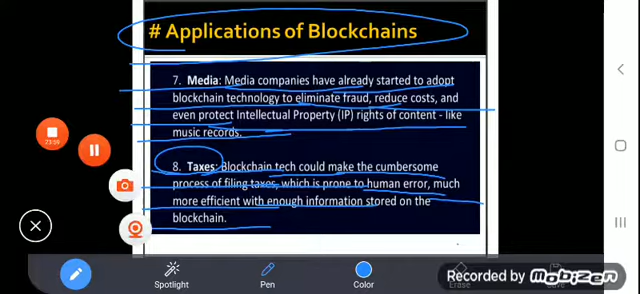 # Applications of Blockchains
7. Media: Media companies have already started to adopt
blockchain technology to eliminate fraud, reduce costs, and
even protect Intellectual Property (IP) rights of content - like
music records.
8. Taxes: Blockchain tech could make the cumbersome
process of filing taxes, which is prone to human error, much
more efficient with enough information stored on the
blockchain.
23:59
Spotlight
Pen
Color
Erase
Save
Recorded by mobizen